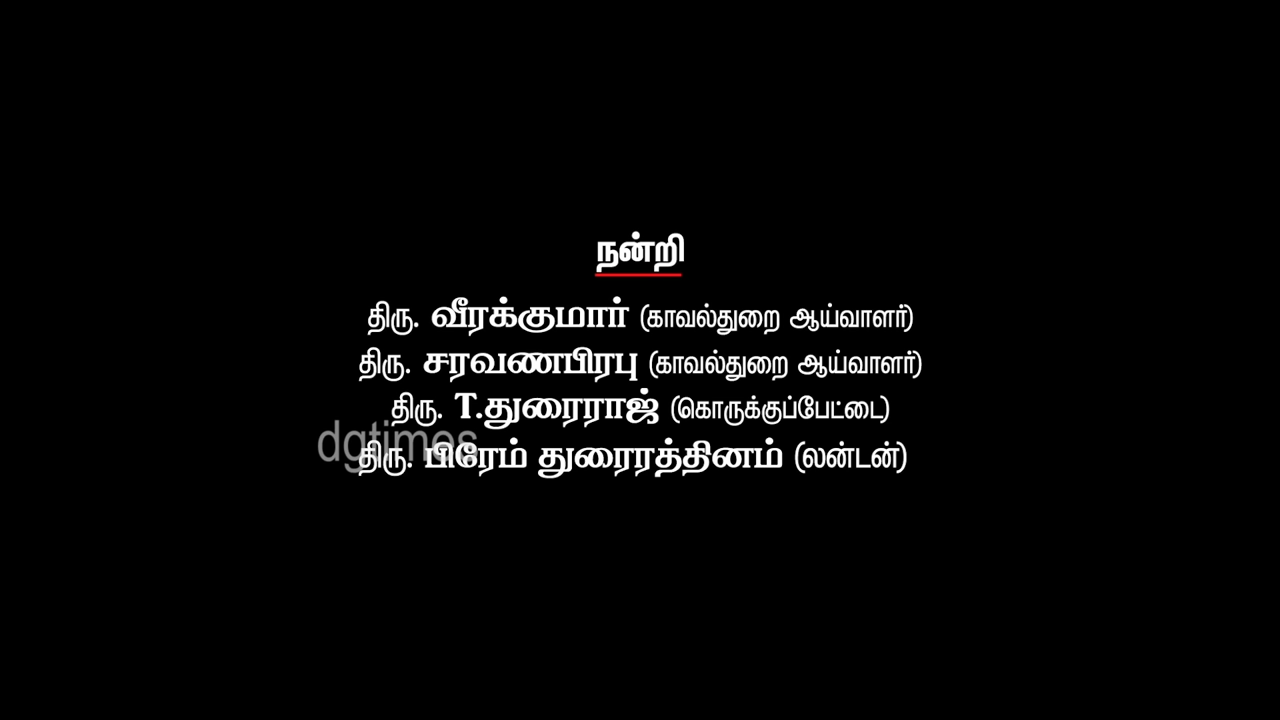 நன்றி
திரு. வீரக்குமார் (காவல்துறை ஆய்வாளர்)
திரு. சரவணபிரபு (காவல்துறை ஆய்வாளர்)
திரு. T.துரைராஜ் (கொருக்குப்பேட்டை)
dgtimes
திரு. பிரேம் துரைரத்தினம் (லண்டன்)